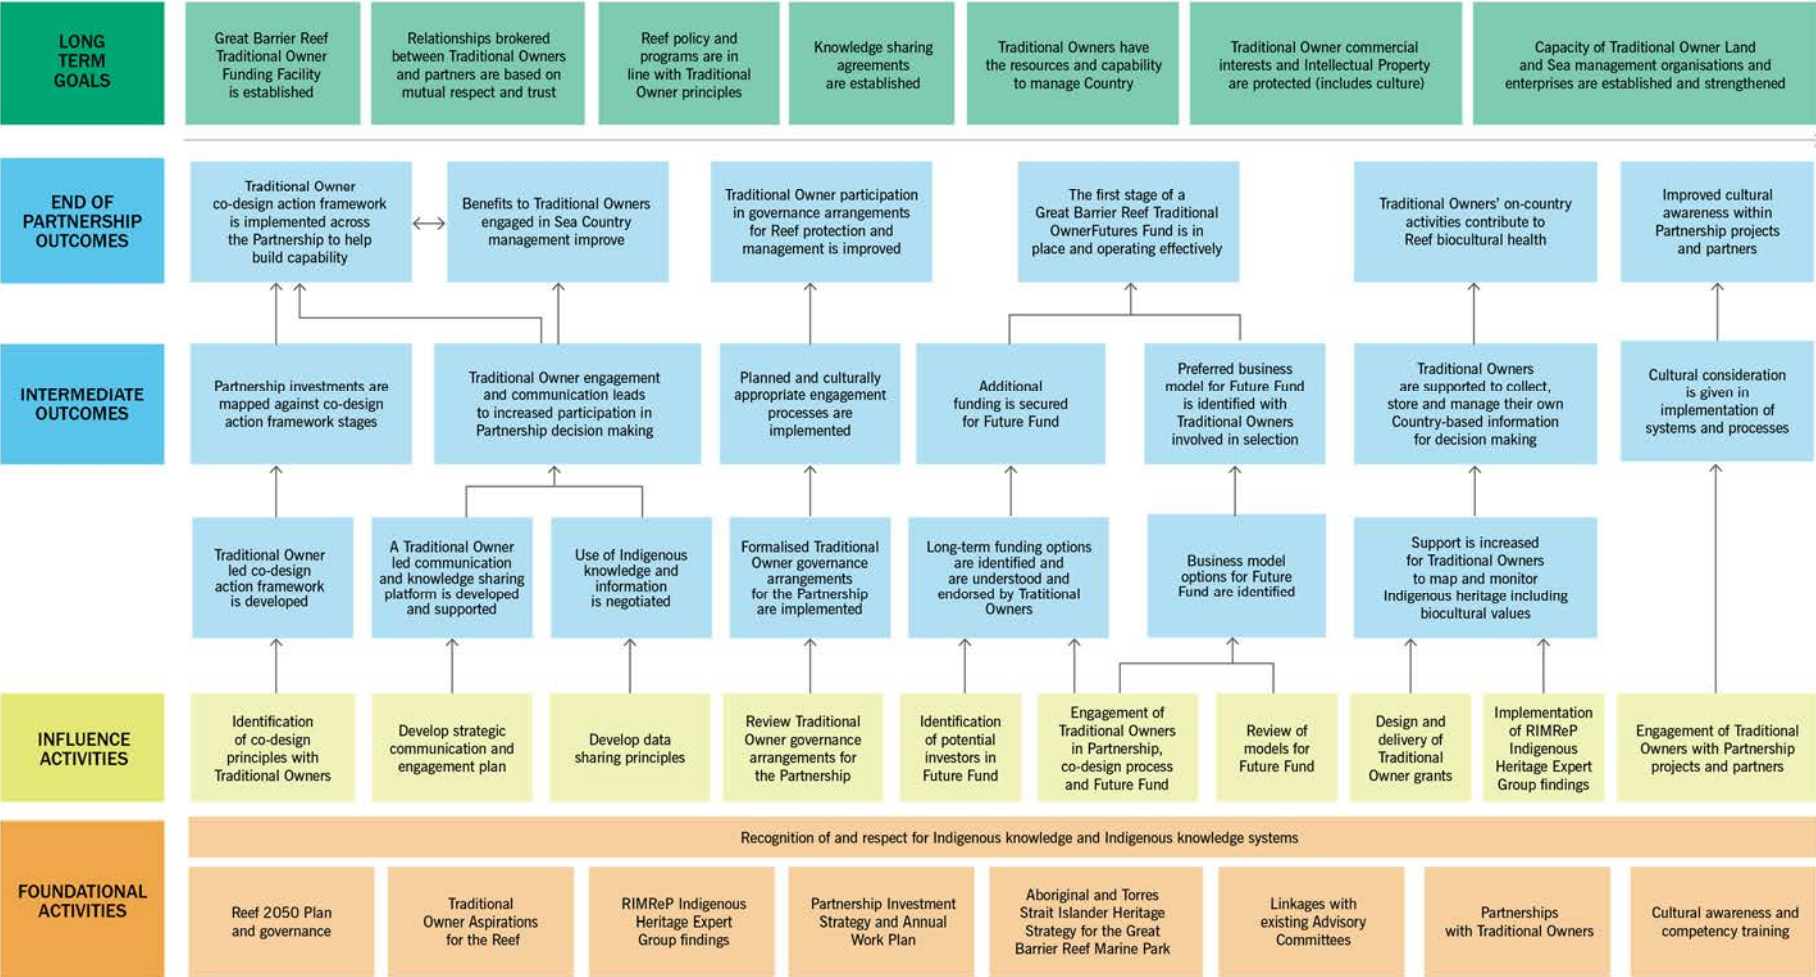 LONG
TERM
GOALS
Great Barrier Reef
Traditional Owner
Funding Facility
is established
Relationships brokered
between Traditional Owners
and partners are based on
mutual respect and trust
Reef policy and
programs are in
line with Traditional
Owner principles
Knowledge sharing
agreements
are established
Traditional Owners have
the resources and capability
to manage Country
Traditional Owner commercial
interests and Intellectual Property
are protected (includes culture)
Capacity of Traditional Owner Land
and Sea management organisations and
enterprises are established and strengthened
END OF
PARTNERSHIP
OUTCOMES
Traditional Owner
co-design action framework
is implemented across
the Partnership to help
build capability
Benefits to Traditional Owners
engaged in Sea Country
management improve
Traditional Owner participation
in governance arrangements
for Reef protection and
management is improved
The first stage of a
Great Barrier Reef Traditional
OwnerFutures Fund is in
place and operating effectively
Traditional Owners' on-country
activities contribute to
Reef biocultural health
Improved cultural
awareness within
Partnership projects
and partners
INTERMEDIATE
OUTCOMES
Partnership investments are
mapped against co-design
action framework stages
Traditional Owner engagement
and communication leads
to increased participation in
Partnership decision making
Planned and culturally
appropriate engagement
processes are
implemented
Additional
funding is secured
for Future Fund
Preferred business
model for Future Fund
is identified with
Traditional Owners
involved in selection
Traditional Owners
are supported to collect,
store and manage their own
Country-based information
for decision making
Cultural consideration
is given in
implementation of
systems and processes
Traditional Owner
led co-design
action framework
is developed
A Traditional Owner
led communication
and knowledge sharing
platform is developed
and supported
Use of Indigenous
knowledge and
information
is negotiated
Formalised Traditional
Owner governance
arrangements
for the Partnership
are implemented
Long-term funding options
are identified and
are understood and
endorsed by Tratitional
Owners
Business model
options for Future
Fund are identified
Support is increased
for Traditional Owners
to map and monitor
Indigenous heritage including
biocultural values
INFLUENCE
ACTIVITIES
Identification
of co-design
principles with
Traditional Owners
Develop strategic
communication and
engagement plan
Develop data
sharing principles
Review Traditional
Owner governance
arrangements for
the Partnership
Identification
of potential
investors in
Future Fund
Engagement of
Traditional Owners
in Partnership,
co-design process
and Future Fund
Review of
models for
Future Fund
Design and
delivery of
Traditional
Owner grants
Implementation
of RIMReP
Indigenous
Heritage Expert
Group findings
Engagement of Traditional
Owners with Partnership
projects and partners
FOUNDATIONAL
ACTIVITIES
Recognition of and respect for Indigenous knowledge and Indigenous knowledge systems
Reef 2050 Plan
and governance
Traditional
Owner Aspirations
for the Reef
RIMReP Indigenous
Heritage Expert
Group findings
Partnership Investment
Strategy and Annual
Work Plan
Aboriginal and Torres
Strait Islander Heritage
Strategy for the Great
Barrier Reef Marine Park
Linkages with
existing Advisory
Committees
Partnerships
with Traditional Owners
Cultural awareness and
competency training